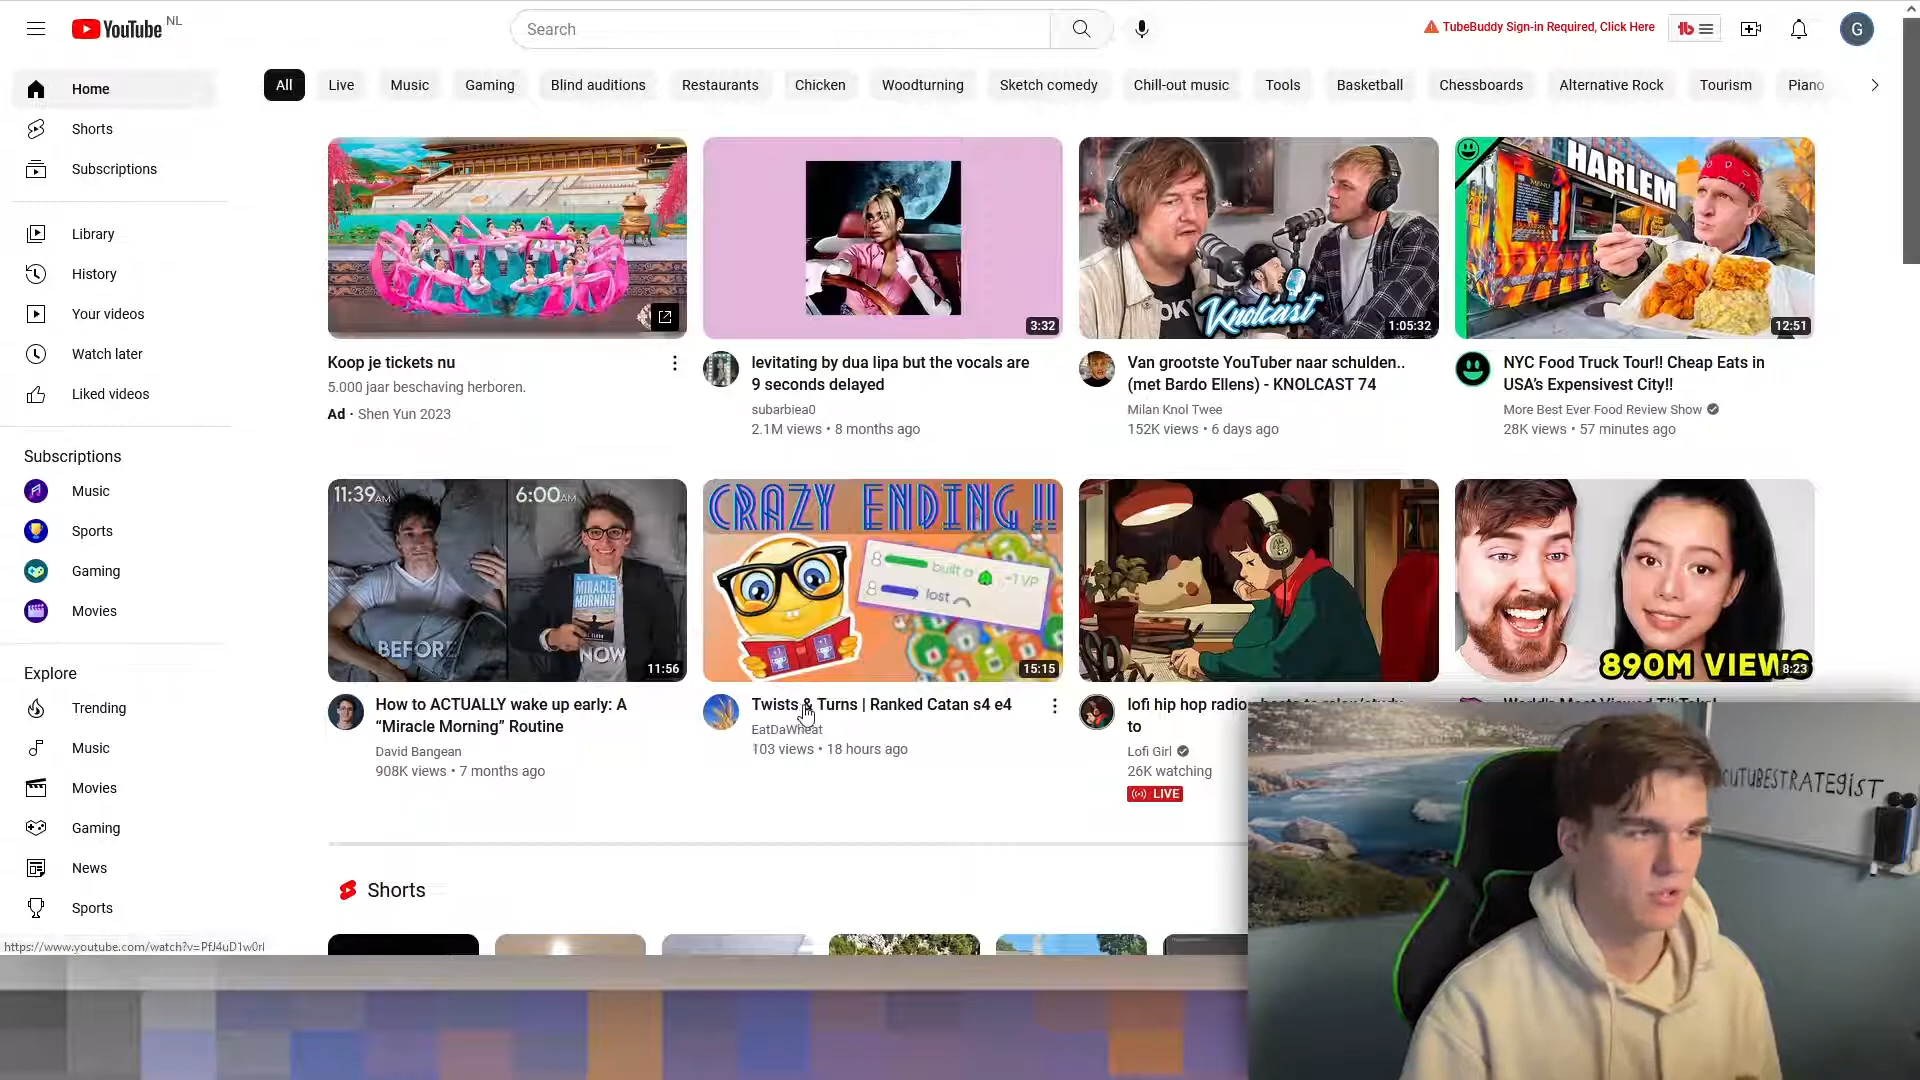 YouTube NL
Search
TubeBuddy Sign-in Required, Click Here
tb
G
Home
Shorts
Subscriptions
Library
History
Your videos
Watch later
Liked videos
Subscriptions
Music
Sports
Gaming
Movies
Explore
Trending
Music
Movies
Gaming
News
Sports
https://www.youtube.com/watch?v=PfJ4uD1w0rI
All
Live
Music
Gaming
Blind auditions
Restaurants
Chicken
Woodturning
Sketch comedy
Chill-out music
Tools
Basketball
Chessboards
Alternative Rock
Tourism
Piano
Koop je tickets nu
5.000 jaar beschaving herboren.
Ad • Shen Yun 2023
3:32
levitating by dua lipa but the vocals are
9 seconds delayed
subarbiea0
2.1M views • 8 months ago
OK
Knolcast
1:05:32
Van grootste YouTuber naar schulden..
(met Bardo Ellens) - KNOLCAST 74
Milan Knol Twee
152K views • 6 days ago
MENU
HARLEM
12:51
NYC Food Truck Tour!! Cheap Eats in
USA's Expensivest City!!
More Best Ever Food Review Show
28K views • 57 minutes ago
11:39AM
6:00AM
MIRACLE
MORNING
BEFORE
NOW
11:56
How to ACTUALLY wake up early: A
“Miracle Morning” Routine
David Bangean
908K views • 7 months ago
CRAZY ENDING!!
built a +1 VP
lost
+1
+1
15:15
Twists & Turns | Ranked Catan s4 e4
EatDaWheat
103 views • 18 hours ago
lofi hip hop radio
to
Lofi Girl
26K watching
LIVE
890M VIEWS
8:23
Shorts
UTUBESTRATEGIST